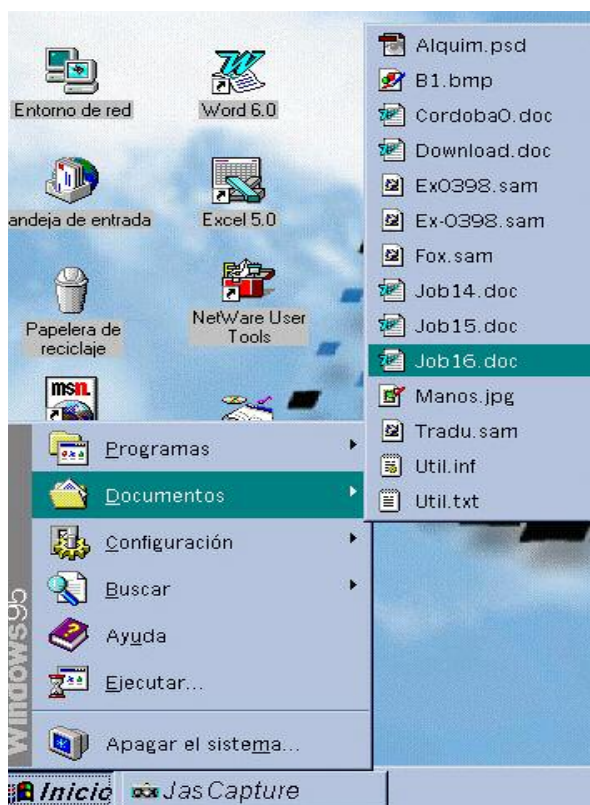 Entorno de red
Word 6.0
andeja de entrada
Excel 5.0
Papelera de
reciclaje
NetWare User
Tools
msn.
Alquim.psd
B1.bmp
Cordoba0.doc
Download.doc
Ex0398.sam
Ex-0398.sam
Fox.sam
Job14.doc
Job15.doc
Job16.doc
Manos.jpg
Tradu.sam
Util.inf
Util.txt
Programas
Documentos
Configuración
Buscar
Ayuda
Ejecutar...
Apagar el sistema...
Windows95
Inicio
JasCapture